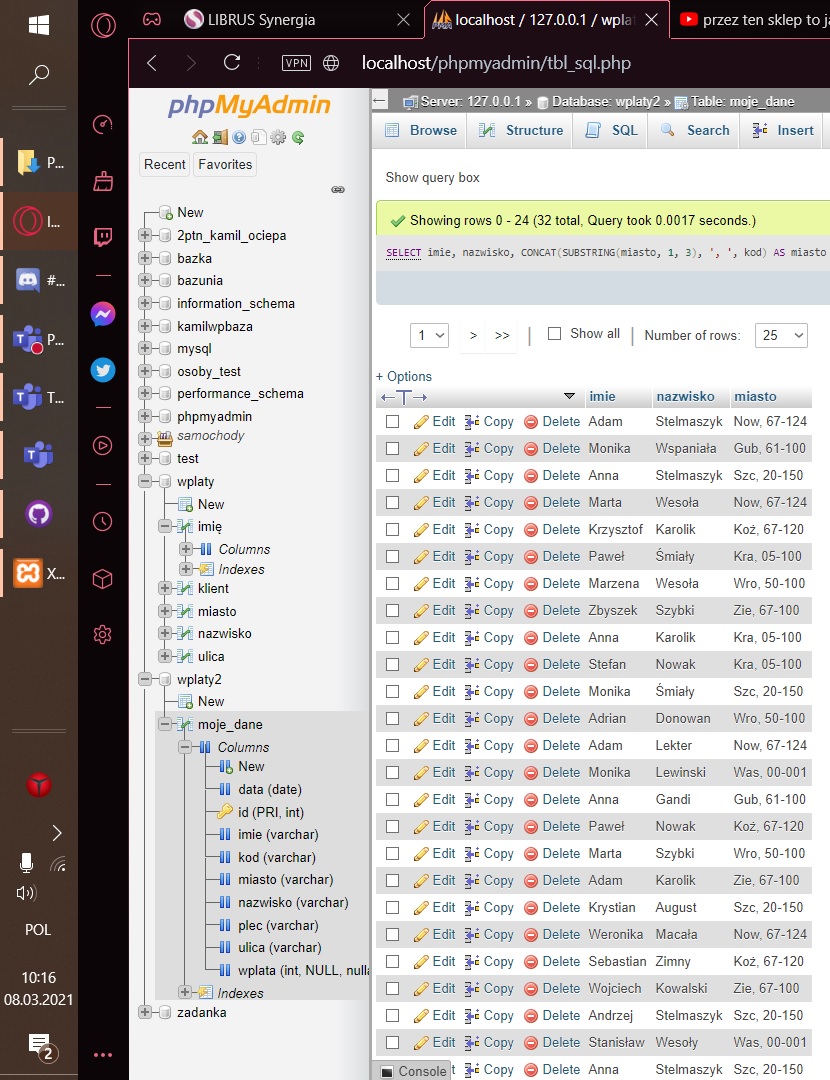 LIBRUS Synergia
localhost / 127.0.0.1 / wpla
przez ten sklep to ja
VPN
localhost/phpmyadmin/tbl_sql.php
phpMyAdmin
Recent
Favorites
New
2ptn_kamil_ociepa
bazka
bazunia
information_schema
kamilwpbaza
mysql
osoby_test
performance_schema
phpmyadmin
samochody
test
wplaty
New
imię
Columns
Indexes
klient
miasto
nazwisko
ulica
wplaty2
New
moje_dane
Columns
New
data (date)
id (PRI, int)
imie (varchar)
kod (varchar)
miasto (varchar)
nazwisko (varchar)
plec (varchar)
ulica (varchar)
wplata (int, NULL, nulla
Indexes
zadanka
Server: 127.0.0.1 » Database: wplaty2 » Table: moje_dane
Browse Structure SQL Search Insert
Show query box
Showing rows 0 - 24 (32 total, Query took 0.0017 seconds.)
SELECT imie, nazwisko, CONCAT(SUBSTRING(miasto, 1, 3), ', ', kod) AS miasto
1 > >> Show all Number of rows: 25
+ Options
imie nazwisko miasto
Edit Copy Delete Adam Stelmaszyk Now, 67-124
Edit Copy Delete Monika Wspaniała Gub, 61-100
Edit Copy Delete Anna Stelmaszyk Szc, 20-150
Edit Copy Delete Marta Wesoła Now, 67-124
Edit Copy Delete Krzysztof Karolik Koż, 67-120
Edit Copy Delete Paweł Śmiały Kra, 05-100
Edit Copy Delete Marzena Wesoła Wro, 50-100
Edit Copy Delete Zbyszek Szybki Zie, 67-100
Edit Copy Delete Anna Karolik Kra, 05-100
Edit Copy Delete Stefan Nowak Kra, 05-100
Edit Copy Delete Monika Śmiały Szc, 20-150
Edit Copy Delete Adrian Donowan Wro, 50-100
Edit Copy Delete Adam Lekter Now, 67-124
Edit Copy Delete Monika Lewinski Was, 00-001
Edit Copy Delete Anna Gandi Gub, 61-100
Edit Copy Delete Paweł Nowak Koż, 67-120
Edit Copy Delete Marta Szybki Wro, 50-100
Edit Copy Delete Adam Karolik Zie, 67-100
Edit Copy Delete Krystian August Szc, 20-150
Edit Copy Delete Weronika Macała Now, 67-124
Edit Copy Delete Sebastian Zimny Koż, 67-120
Edit Copy Delete Wojciech Kowalski Zie, 67-100
Edit Copy Delete Andrzej Stelmaszyk Szc, 20-150
Edit Copy Delete Stanisław Wesoły Was, 00-001
t Copy Delete Anna Stelmaszyk Szc, 20-150
Console
P...
I...
#...
P...
T...
X...
POL
10:16
08.03.2021
2